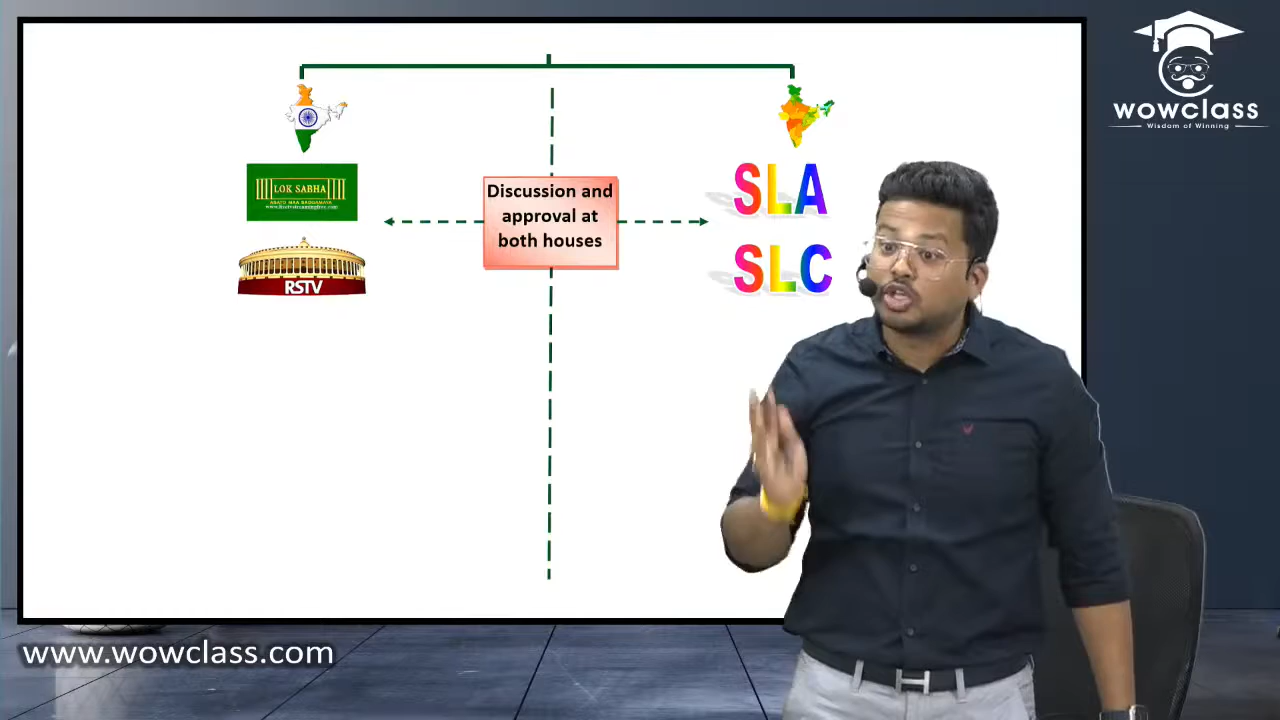 wowclass
Wisdom of Winning
LOK SABHA
Discussion and
approval at
both houses
SLA
RSTV
SLC
www.wowclass.com